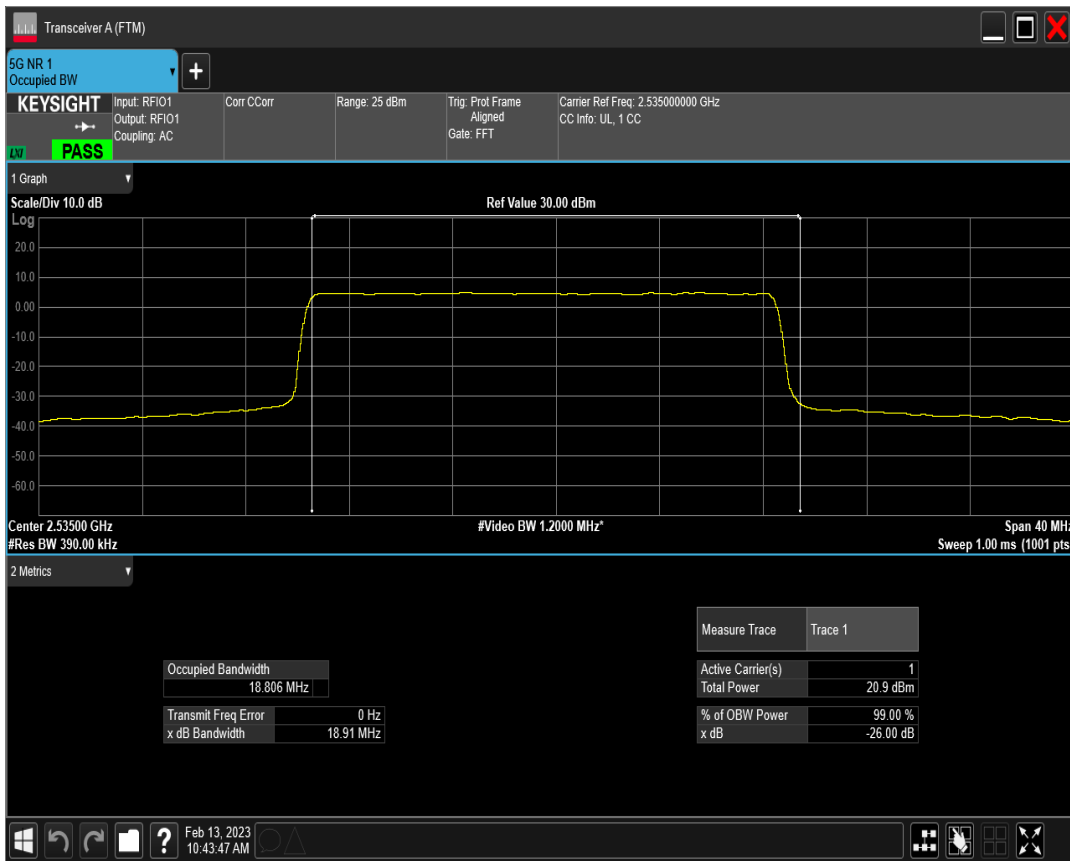 Transceiver A (FTM)
5G NR 1
Occupied BW
+
KEYSIGHT
LXI
PASS
Input: RFIO1
Output: RFIO1
Coupling: AC
Corr CCorr
Range: 25 dBm
Trig: Prot Frame
Aligned
Gate: FFT
Carrier Ref Freq: 2.535000000 GHz
CC Info: UL, 1 CC
1 Graph
Scale/Div 10.0 dB
Ref Value 30.00 dBm
Log
20.0
10.0
0.00
-10.0
-20.0
-30.0
-40.0
-50.0
-60.0
Center 2.53500 GHz
#Video BW 1.2000 MHz*
Span 40 MHz
#Res BW 390.00 kHz
Sweep 1.00 ms (1001 pts
2 Metrics
Measure Trace Trace 1
Occupied Bandwidth
18.806 MHz
Active Carrier(s) 1
Total Power 20.9 dBm
Transmit Freq Error 0 Hz
x dB Bandwidth 18.91 MHz
% of OBW Power 99.00 %
x dB -26.00 dB
?
Feb 13, 2023
10:43:47 AM